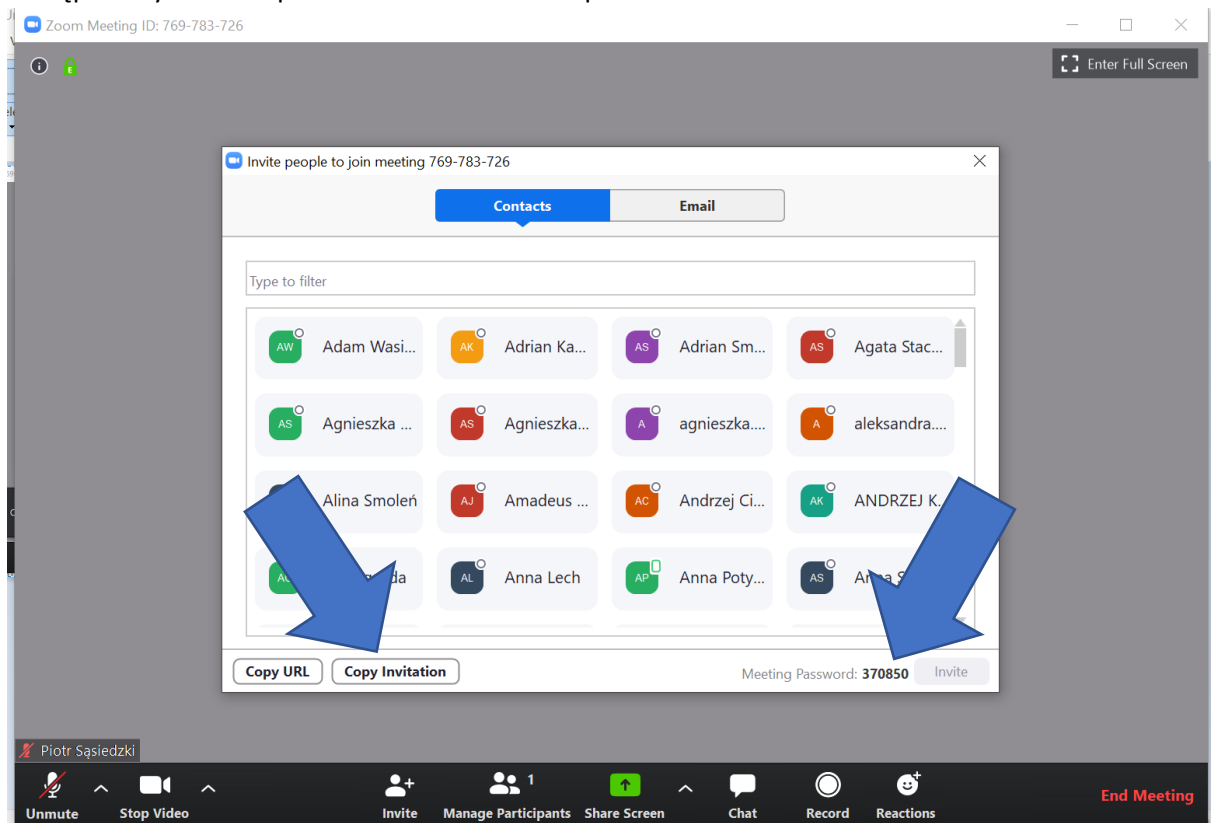 Zoom Meeting ID: 769-783-726
Enter Full Screen
Invite people to join meeting 769-783-726
Contacts Email
Type to filter
AW Adam Wasi... AK Adrian Ka... AS Adrian Sm... AS Agata Stac...
AS Agnieszka ... AS Agnieszka... A agnieszka.... A aleksandra....
Alina Smoleń AJ Amadeus ... AC Andrzej Ci... AK ANDRZEJ K...
AL Anna Lech AP Anna Poty... AS
Copy URL Copy Invitation Meeting Password: 370850 Invite
Piotr Sąsiedzki
1
Unmute Stop Video Invite Manage Participants Share Screen Chat Record Reactions End Meeting